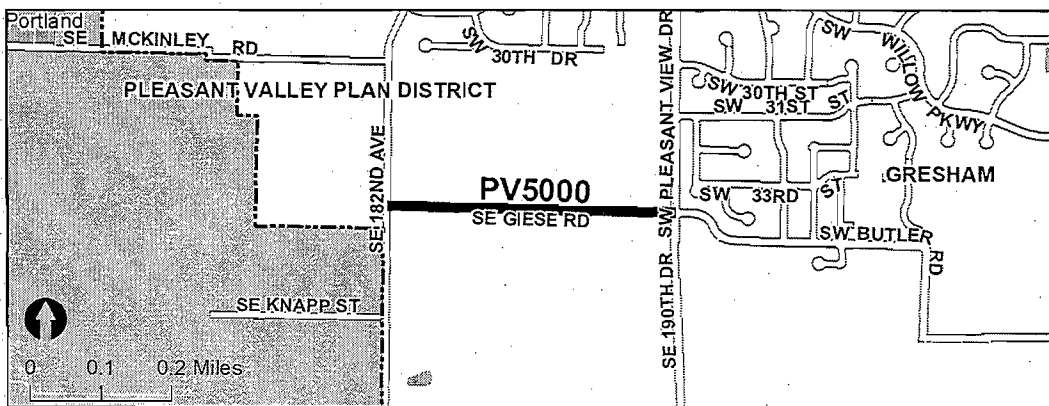 Portland
SE MCKINLEY RD
SW 30TH DR
PLEASANT VALLEY PLAN DISTRICT
SE 182ND AVE
PV5000
SE GIESE RD
SE KNAPP ST
SE 190TH DR
SW PLEASANT VIEW DR
SW WILLOW PKWY
SW 30TH ST
SW 31ST ST
GRESHAM
SW 33RD ST
SW BUTLER RD
0 0.1 0.2 Miles